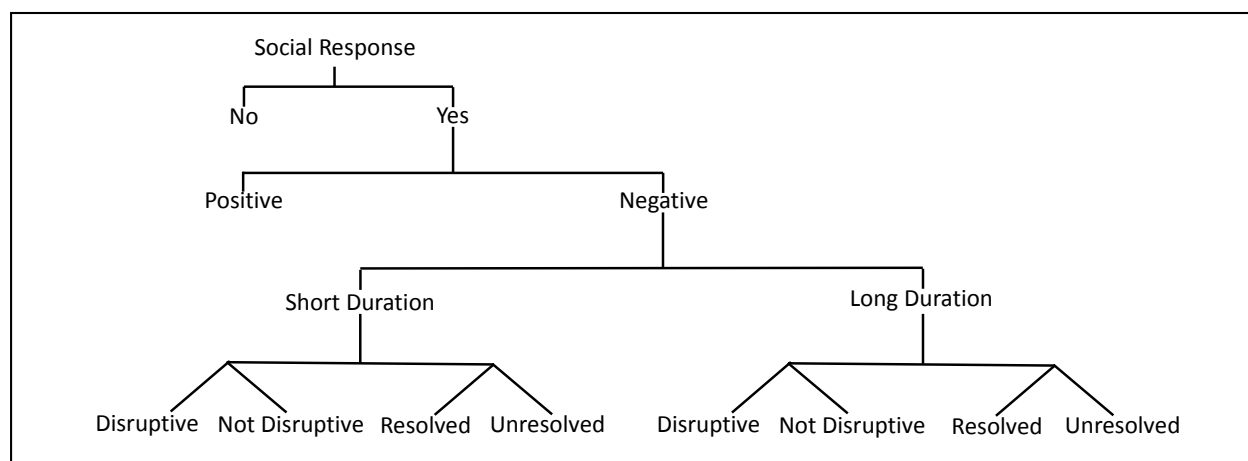 Social Response
No Yes
Positive Negative
Short Duration Long Duration
Disruptive Not Disruptive Resolved Unresolved Disruptive Not Disruptive Resolved Unresolved